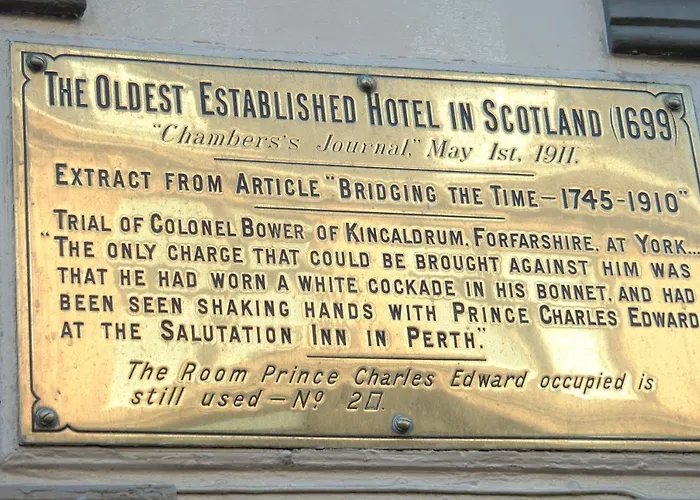 THE OLDEST ESTABLISHED HOTEL IN SCOTLAND (1699)
"Chambers's Journal," May 1st, 1911.
EXTRACT FROM ARTICLE "BRIDGING THE TIME – 1745-1910"
TRIAL OF COLONEL BOWER OF KINCALDRUM, FORFARSHIRE, AT YORK...
"THE ONLY CHARGE THAT COULD BE BROUGHT AGAINST HIM WAS
THAT HE HAD WORN A WHITE COCKADE IN HIS BONNET, AND HAD
BEEN SEEN SHAKING HANDS WITH PRINCE CHARLES EDWARD
AT THE SALUTATION INN IN PERTH".
The Room Prince Charles Edward occupied is
still used – No.